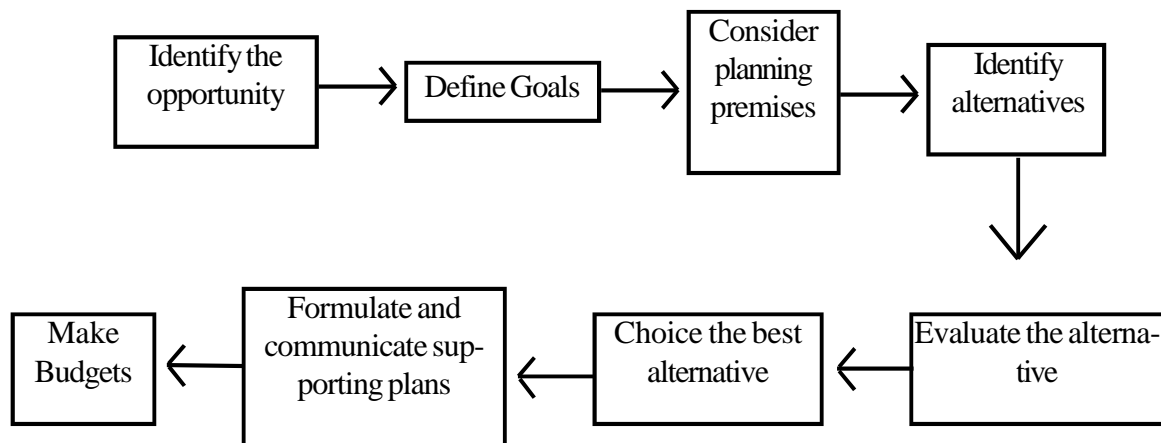 Identify the
opportunity
Define Goals
Consider
planning
premises
Identify
alternatives
Evaluate the alterna-
tive
Choice the best
alternative
Formulate and
communicate sup-
porting plans
Make
Budgets